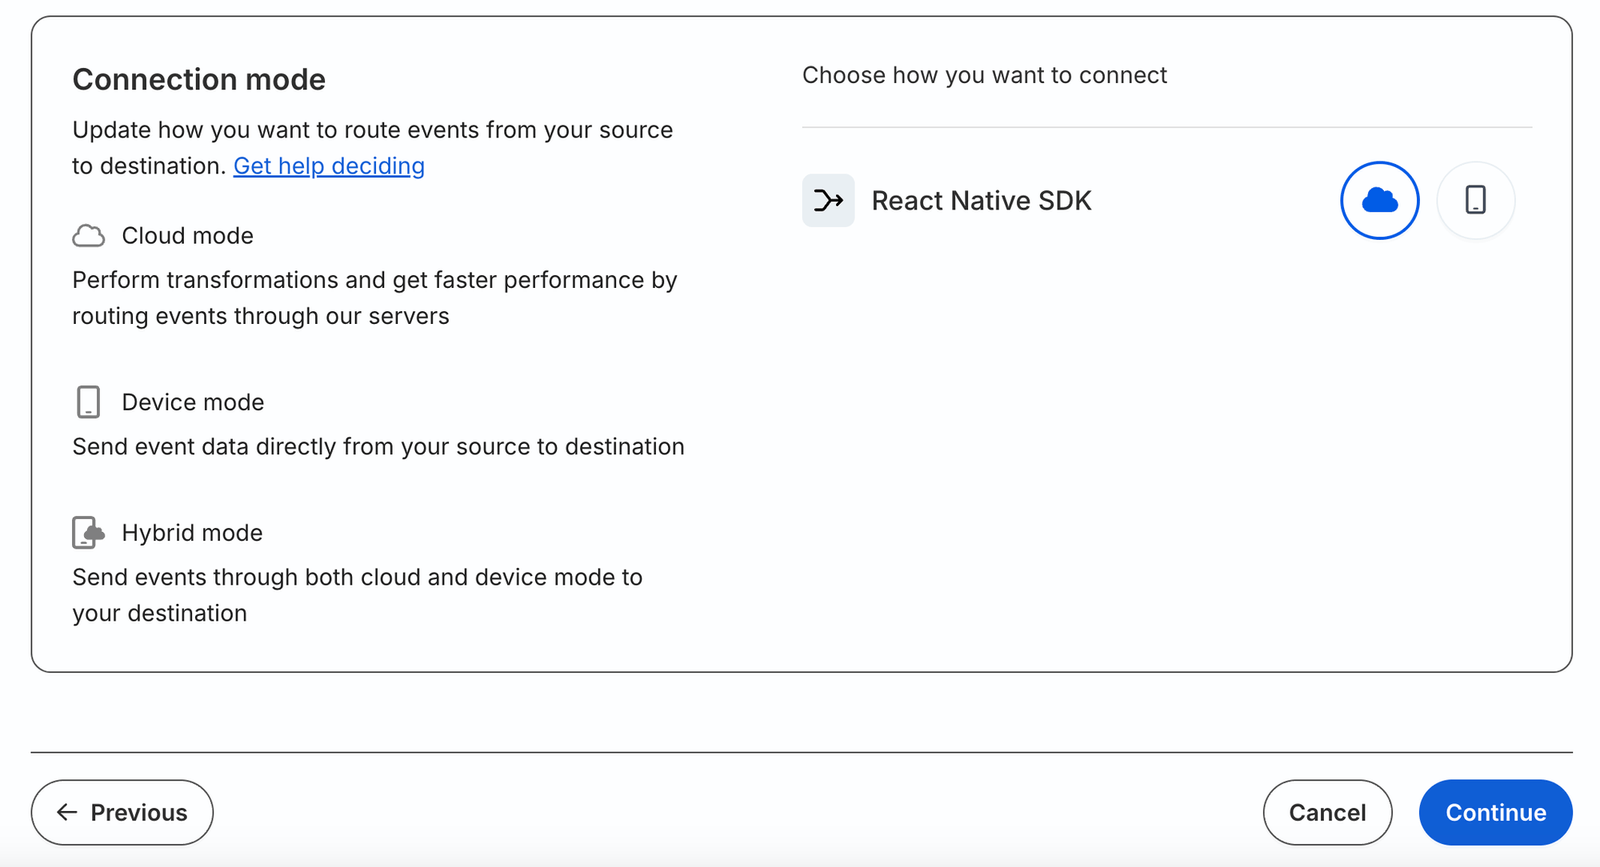 Connection mode
Update how you want to route events from your source
to destination. Get help deciding
Cloud mode
Perform transformations and get faster performance by
routing events through our servers
Device mode
Send event data directly from your source to destination
Hybrid mode
Send events through both cloud and device mode to
your destination
Choose how you want to connect
React Native SDK
Previous
Cancel
Continue